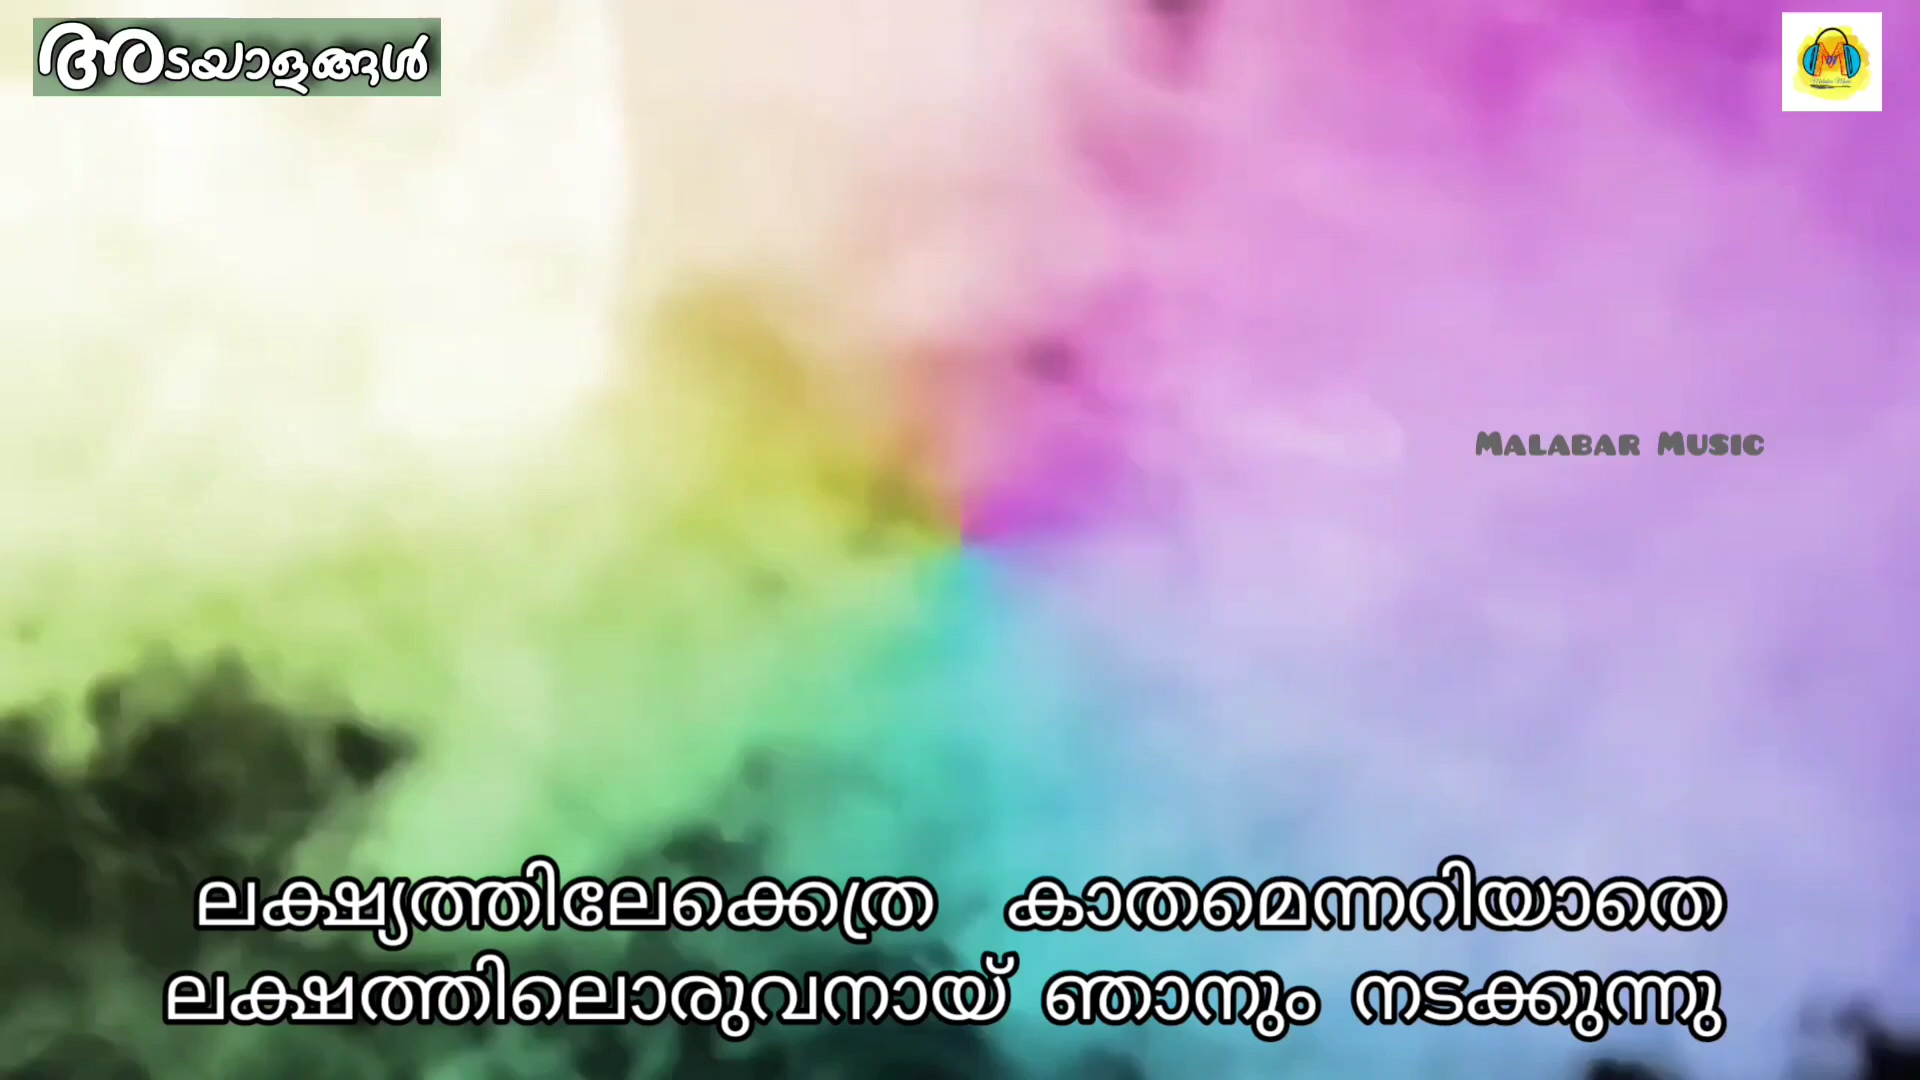 അടയാളങ്ങൾ
Malabar Music
ലക്ഷ്യത്തിലേക്കെത്ര കാതമെന്നറിയാതെ
ലക്ഷത്തിലൊരുവനായ് ഞാനും നടക്കുന്നു